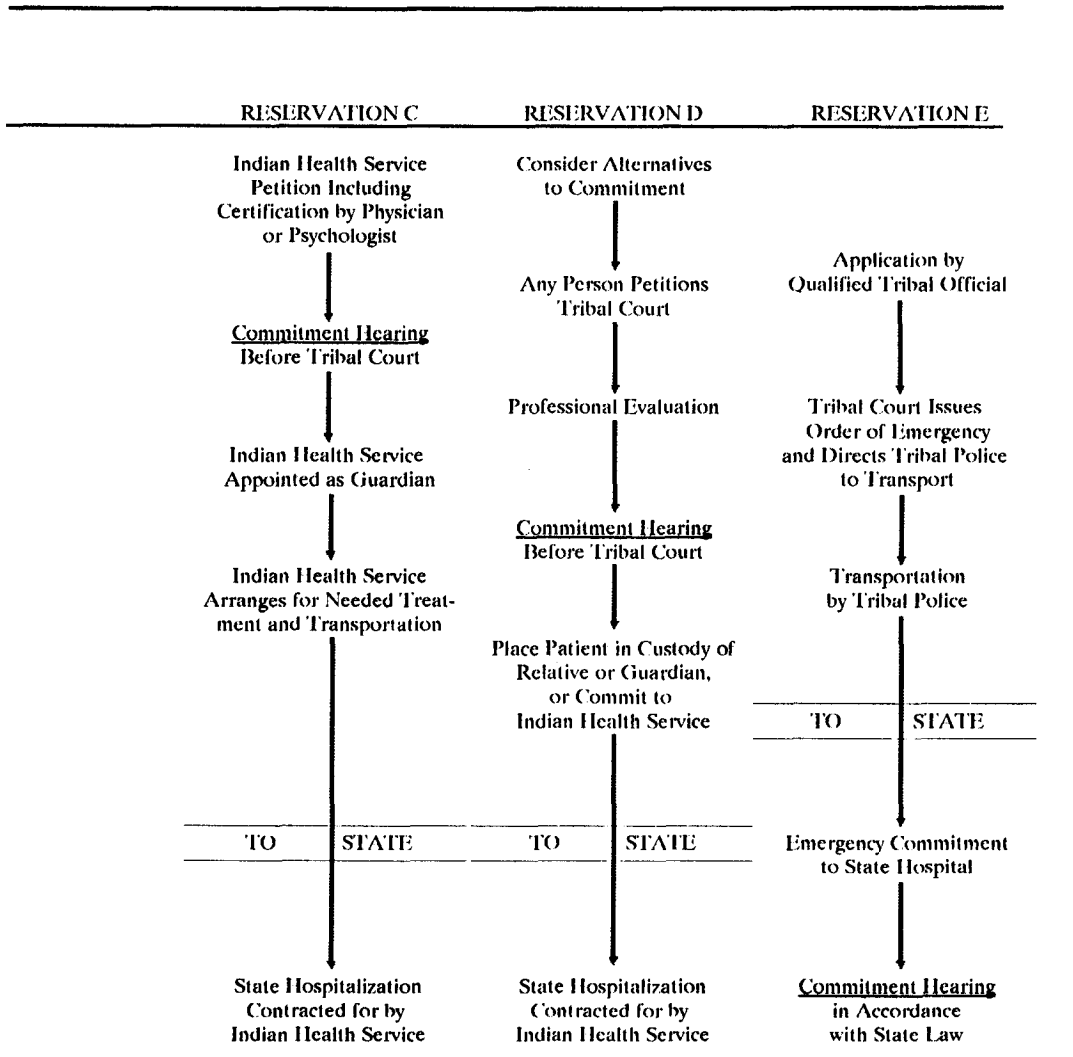 RESERVATION C
Indian Health Service
Petition Including
Certification by Physician
or Psychologist
Commitment Hearing
Before Tribal Court
Indian Health Service
Appointed as Guardian
Indian Health Service
Arranges for Needed Treat-
ment and Transportation
TO STATE
State Hospitalization
Contracted for by
Indian Health Service
RESERVATION D
Consider Alternatives
to Commitment
Any Person Petitions
Tribal Court
Professional Evaluation
Commitment Hearing
Before Tribal Court
Place Patient in Custody of
Relative or Guardian,
or Commit to
Indian Health Service
TO STATE
State Hospitalization
Contracted for by
Indian Health Service
RESERVATION E
Application by
Qualified Tribal Official
Tribal Court Issues
Order of Emergency
and Directs Tribal Police
to Transport
Transportation
by Tribal Police
TO STATE
Emergency Commitment
to State Hospital
Commitment Hearing
in Accordance
with State Law